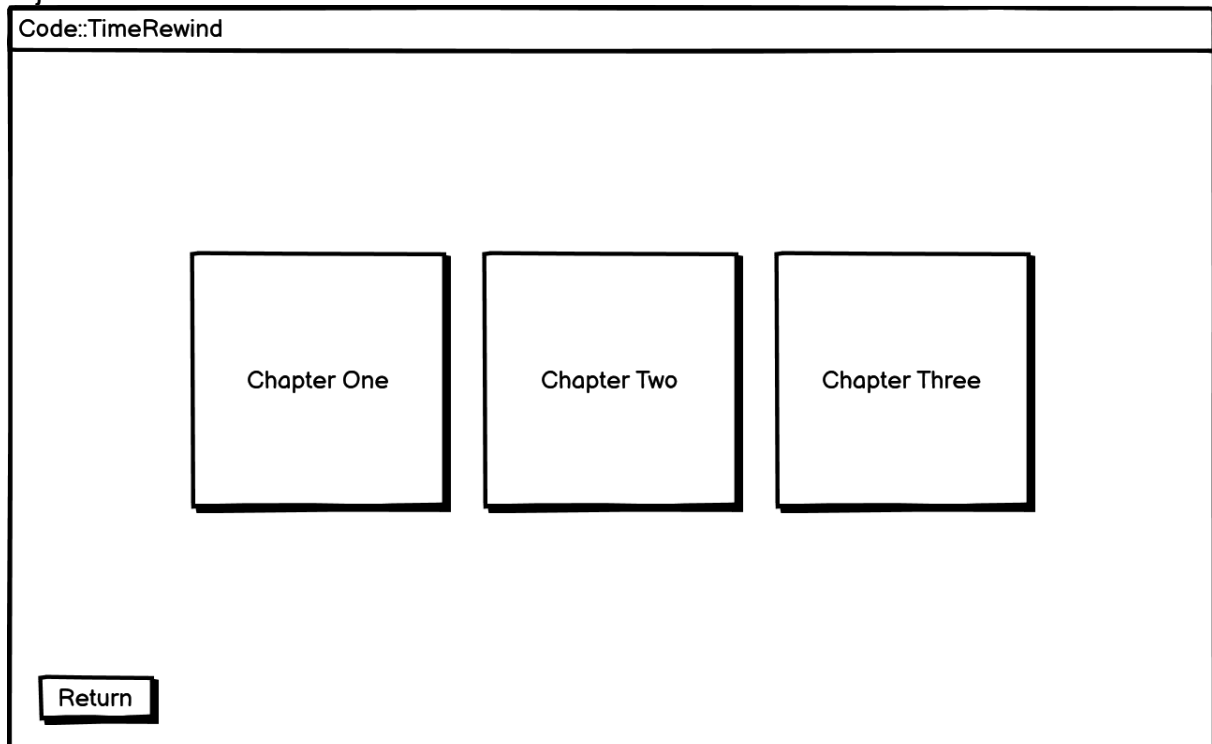 Code::TimeRewind
Chapter One
Chapter Two
Chapter Three
Return